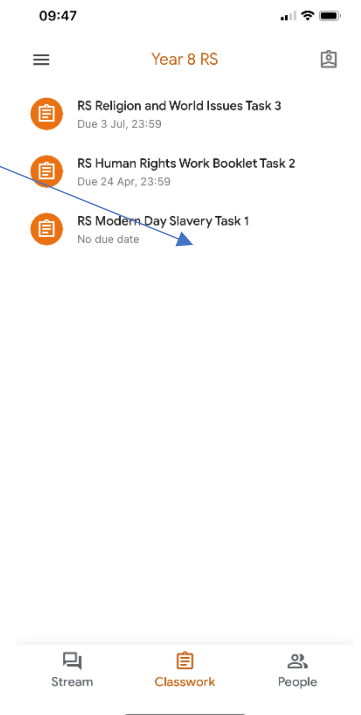 09:47
Year 8 RS
RS Religion and World Issues Task 3
Due 3 Jul, 23:59
RS Human Rights Work Booklet Task 2
Due 24 Apr, 23:59
RS Modern Day Slavery Task 1
No due date
Stream Classwork People